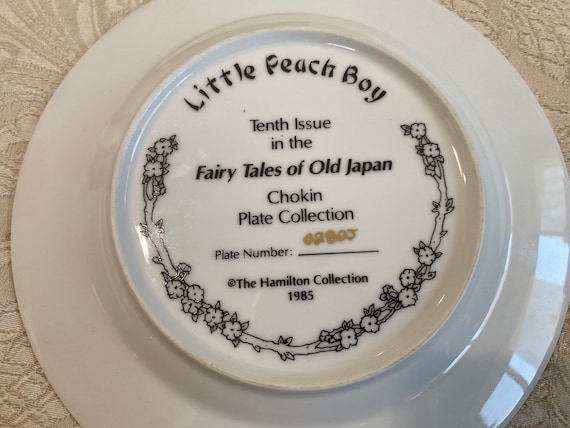 Little Peach Boy
Tenth Issue
in the
Fairy Tales of Old Japan
Chokin
Plate Collection
Plate Number:
©The Hamilton Collection
1985